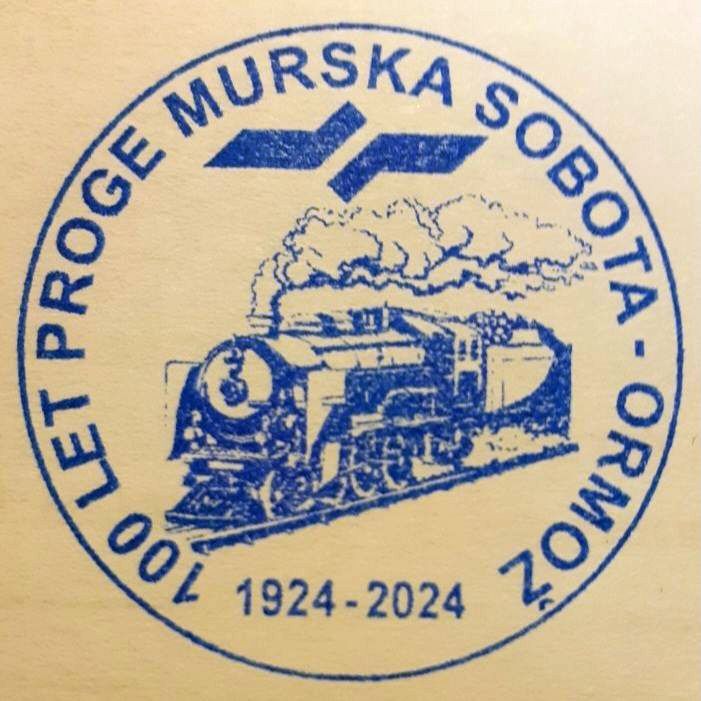 100 LET PROGE MURSKA SOBOTA - ORMOŽ
1924 - 2024